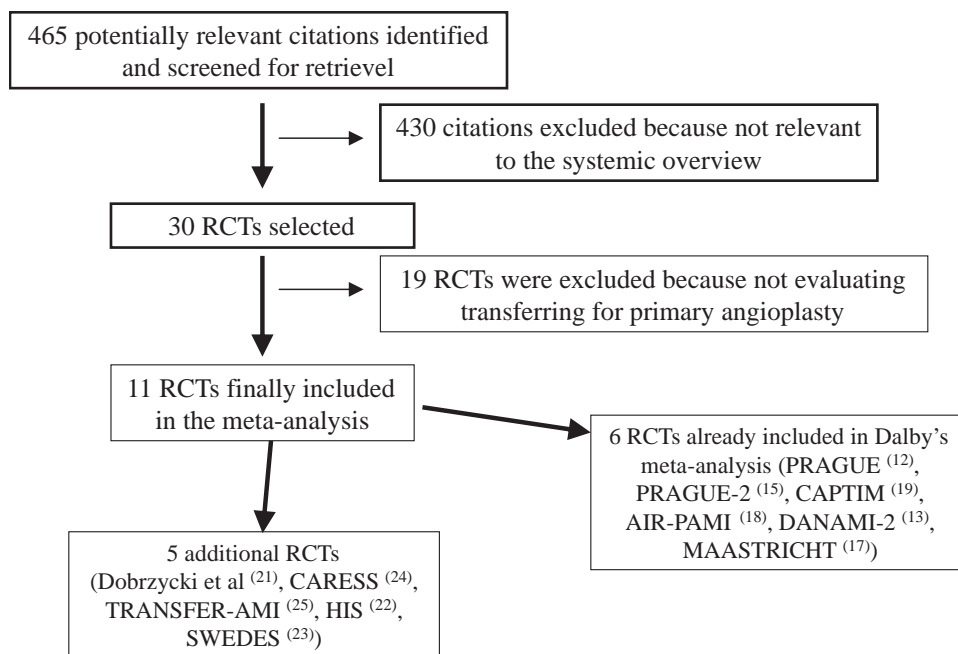 465 potentially relevant citations identified
and screened for retrievel
430 citations excluded because not relevant
to the systemic overview
30 RCTs selected
19 RCTs were excluded because not evaluating
transferring for primary angioplasty
11 RCTs finally included
in the meta-analysis
6 RCTs already included in Dalby's
meta-analysis (PRAGUE (12),
PRAGUE-2 (15), CAPTIM (19),
AIR-PAMI (18), DANAMI-2 (13),
MAASTRICHT (17))
5 additional RCTs
(Dobrzycki et al (21), CARESS (24),
TRANSFER-AMI (25), HIS (22),
SWEDES (23))